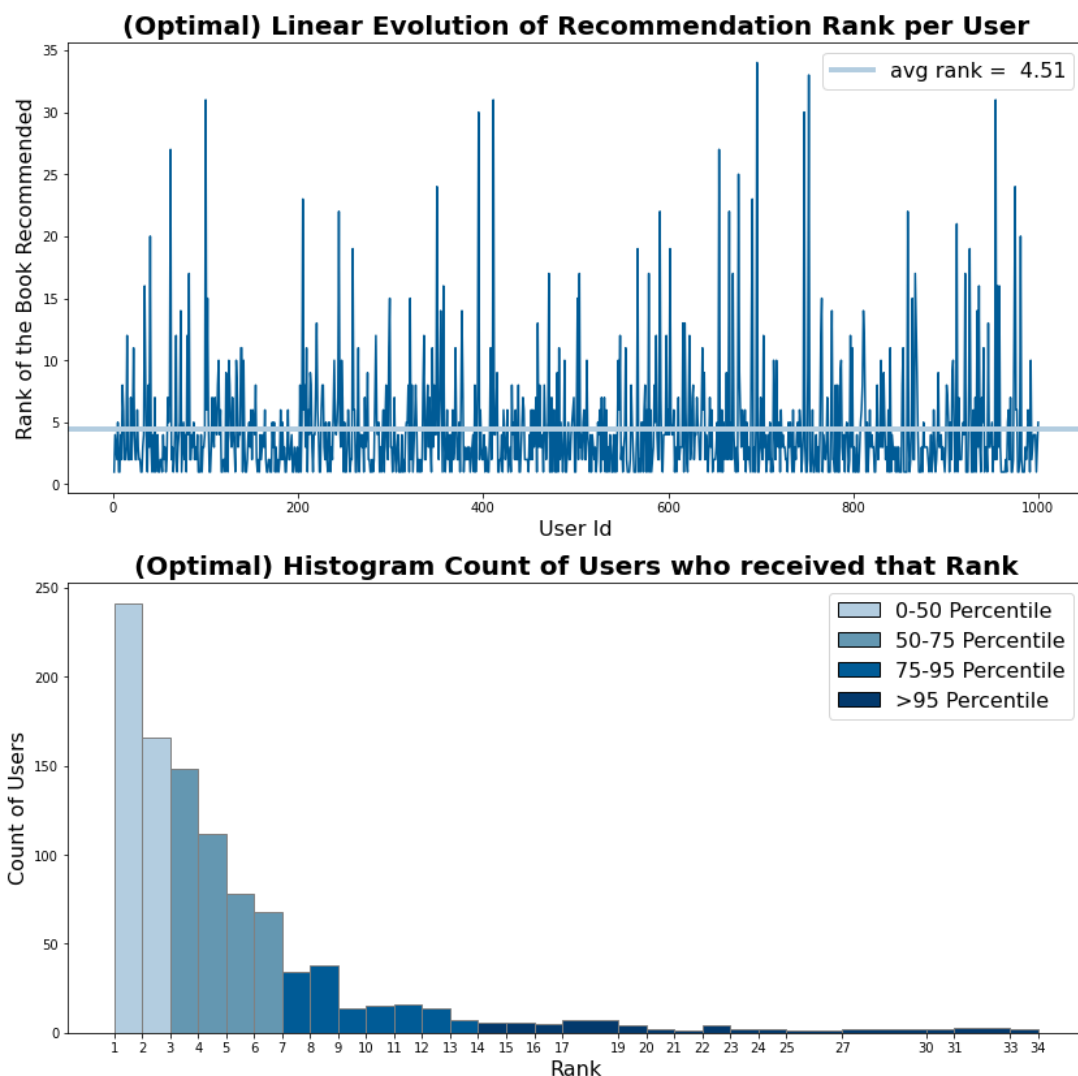 (Optimal) Linear Evolution of Recommendation Rank per User
35
30
25
20
15
10
5
0
Rank of the Book Recommended
avg rank =  4.51
0 200 400 600 800 1000
User Id
(Optimal) Histogram Count of Users who received that Rank
250
200
150
100
50
0
Count of Users
0-50 Percentile
50-75 Percentile
75-95 Percentile
>95 Percentile
1 2 3 4 5 6 7 8 9 10 11 12 13 14 15 16 17 19 20 21 22 23 24 25 27 30 31 33 34
Rank